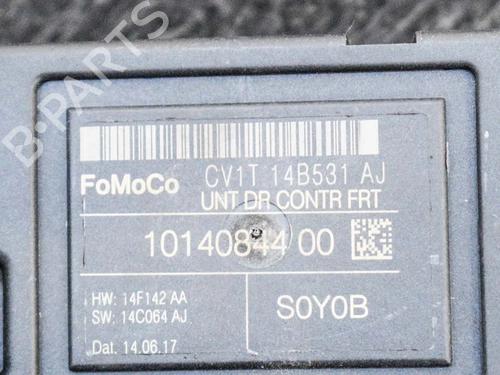 B-PARTS
FoMoCo CV1T 14B531 AJ
UNT DR CONTR FRT
10140844 00
HW: 14F142 AA
SW: 14C064 AJ
S0Y0B
Dat. 14.06.17